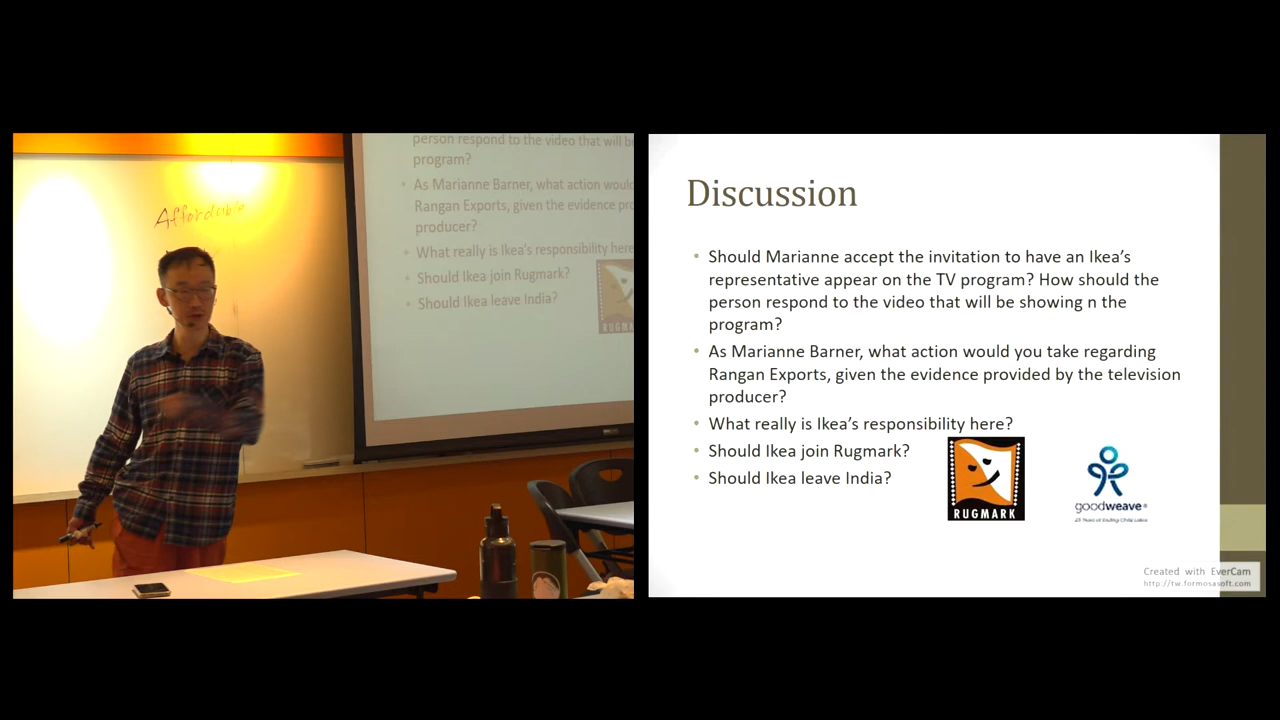 Affordable
person respond to the video that will be
program?
As Marianne Barner, what action would
Rangan Exports, given the evidence pro
producer?
What really is Ikea's responsibility here
Should Ikea join Rugmark?
Should Ikea leave India?
RUGM
Discussion
• Should Marianne accept the invitation to have an Ikea’s
representative appear on the TV program? How should the
person respond to the video that will be showing n the
program?
• As Marianne Barner, what action would you take regarding
Rangan Exports, given the evidence provided by the television
producer?
• What really is Ikea’s responsibility here?
• Should Ikea join Rugmark?
• Should Ikea leave India?
RUGMARK
goodweave
Created with EverCam
http://tw.formosasoft.com